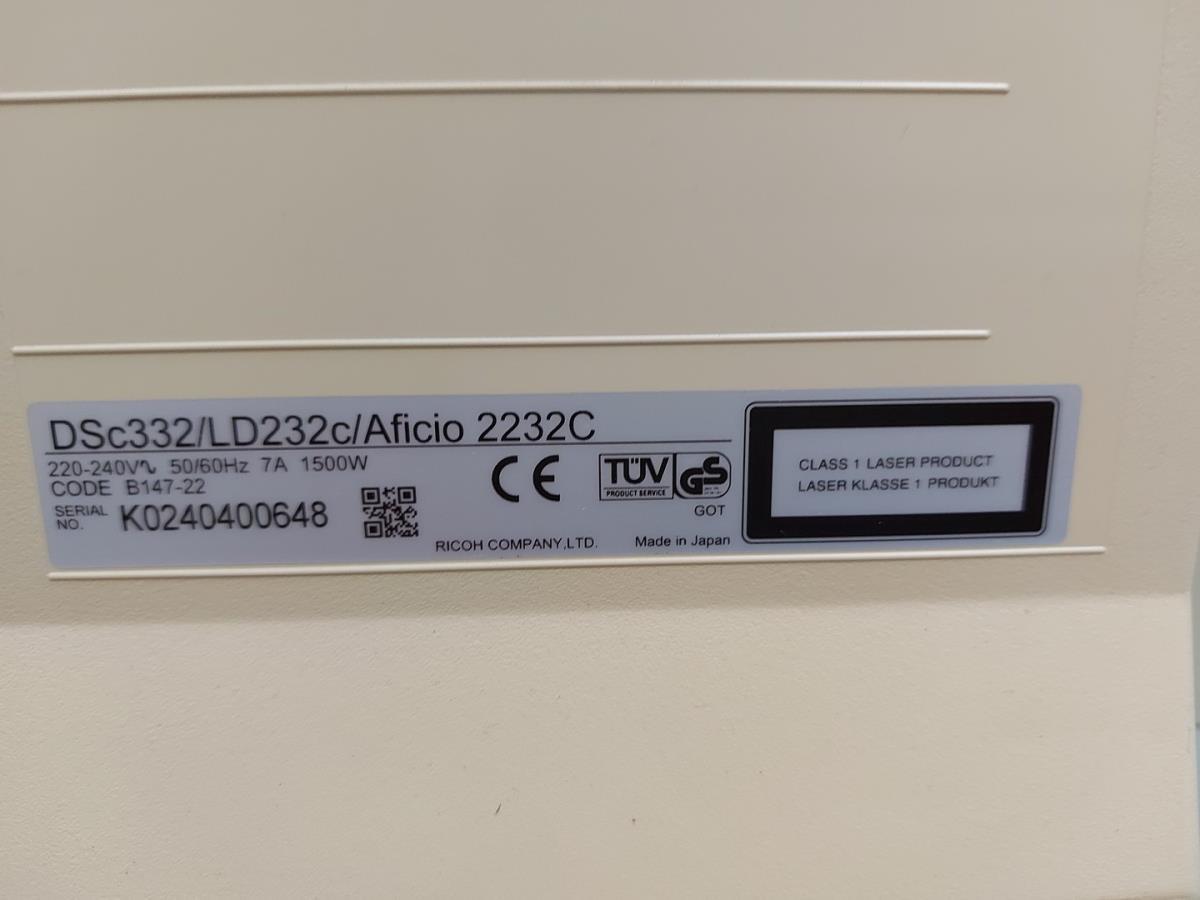 DSc332/LD232c/Aficio 2232C
220-240V∿ 50/60Hz 7A 1500W
CODE B147-22
SERIAL NO. K0240400648
RICOH COMPANY,LTD.
CE
TÜV
PRODUCT SERVICE
GS
GOT
Made in Japan
CLASS 1 LASER PRODUCT
LASER KLASSE 1 PRODUKT